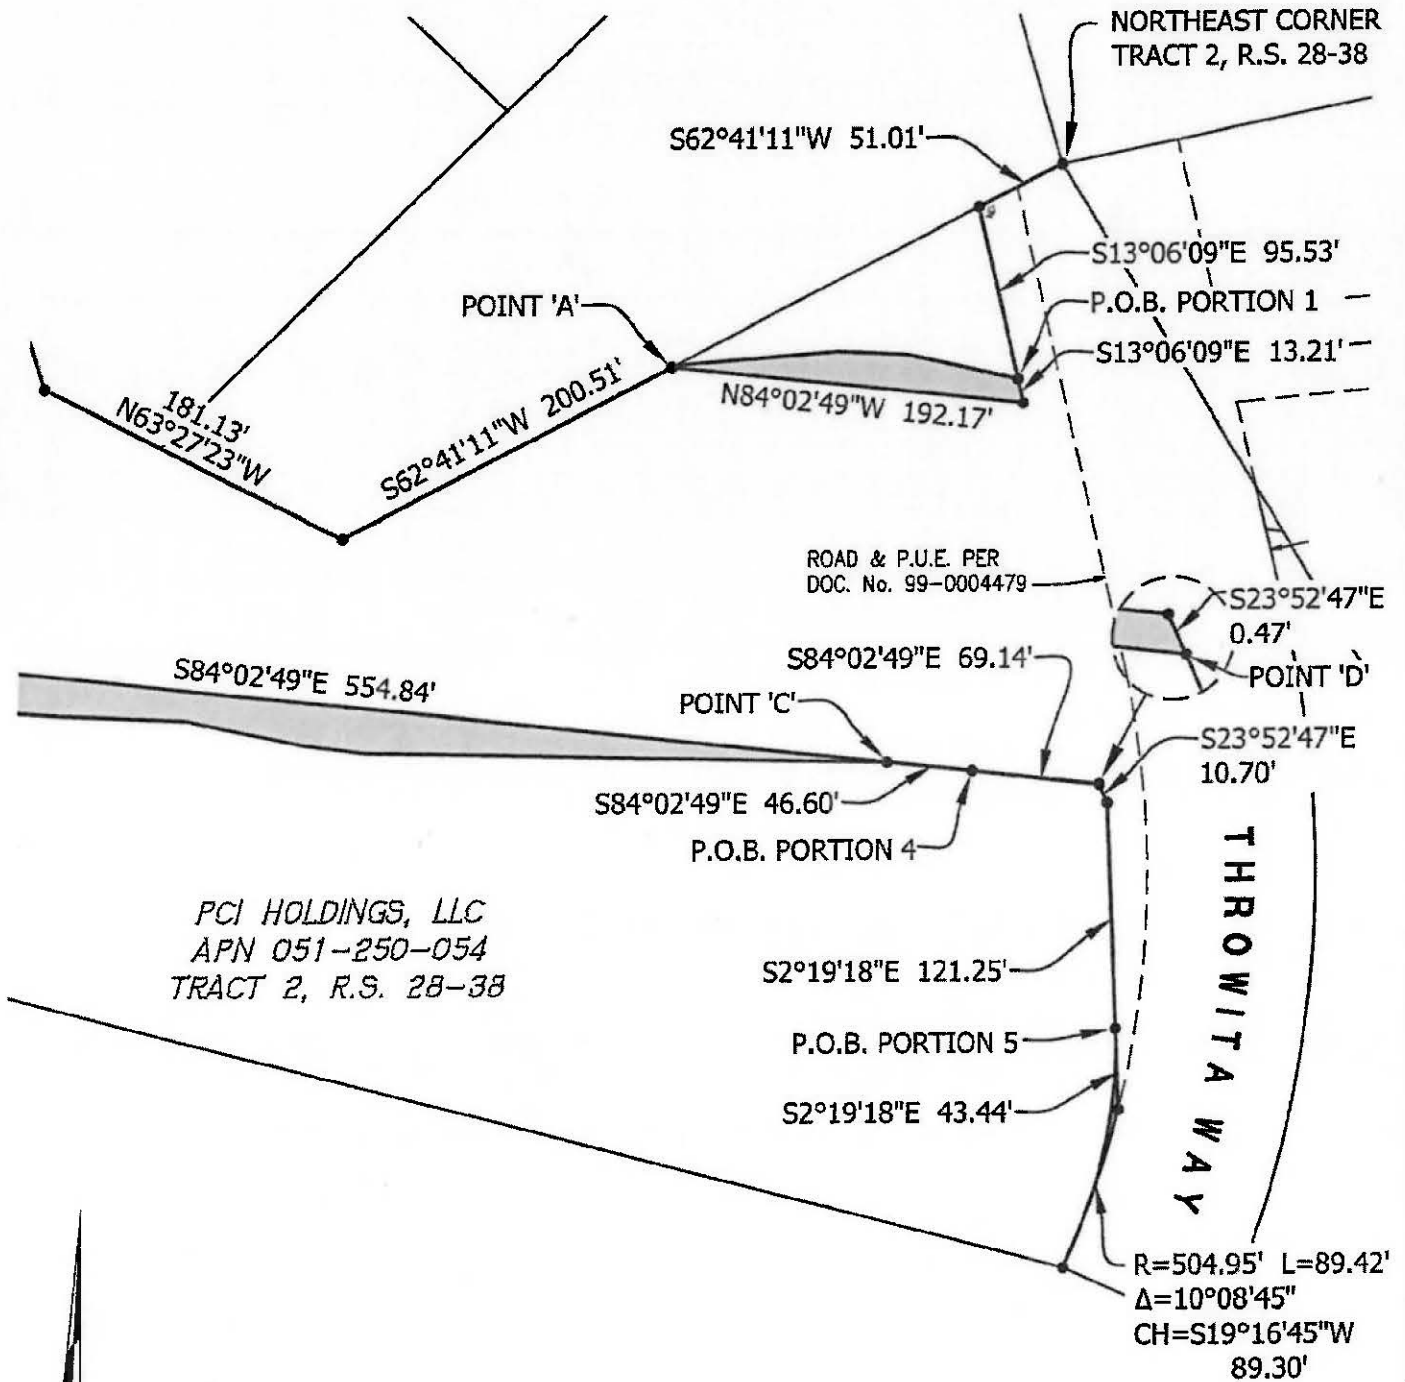 NORTHEAST CORNER
TRACT 2, R.S. 28-38
S62°41'11"W 51.01'
S13°06'09"E 95.53'
POINT 'A'
P.O.B. PORTION 1
S13°06'09"E 13.21'
181.13'
N63°27'23"W
S62°41'11"W 200.51'
N84°02'49"W 192.17'
ROAD & P.U.E. PER
DOC. No. 99-0004479
S23°52'47"E
0.47'
POINT 'D'
S84°02'49"E 554.84'
S84°02'49"E 69.14'
POINT 'C'
S23°52'47"E
10.70'
S84°02'49"E 46.60'
P.O.B. PORTION 4
PCI HOLDINGS, LLC
APN 051-250-054
TRACT 2, R.S. 28-38
THROWITA WAY
S2°19'18"E 121.25'
P.O.B. PORTION 5
S2°19'18"E 43.44'
R=504.95' L=89.42'
Δ=10°08'45"
CH=S19°16'45"W
89.30'